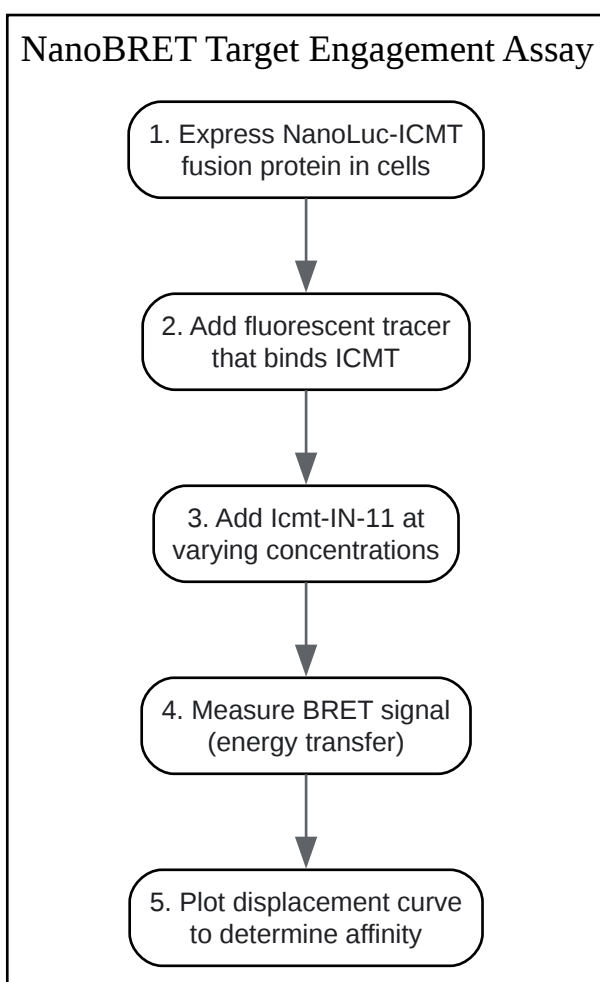 NanoBRET Target Engagement Assay
1. Express NanoLuc-ICMT
fusion protein in cells
2. Add fluorescent tracer
that binds ICMT
3. Add Icmt-IN-11 at
varying concentrations
4. Measure BRET signal
(energy transfer)
5. Plot displacement curve
to determine affinity